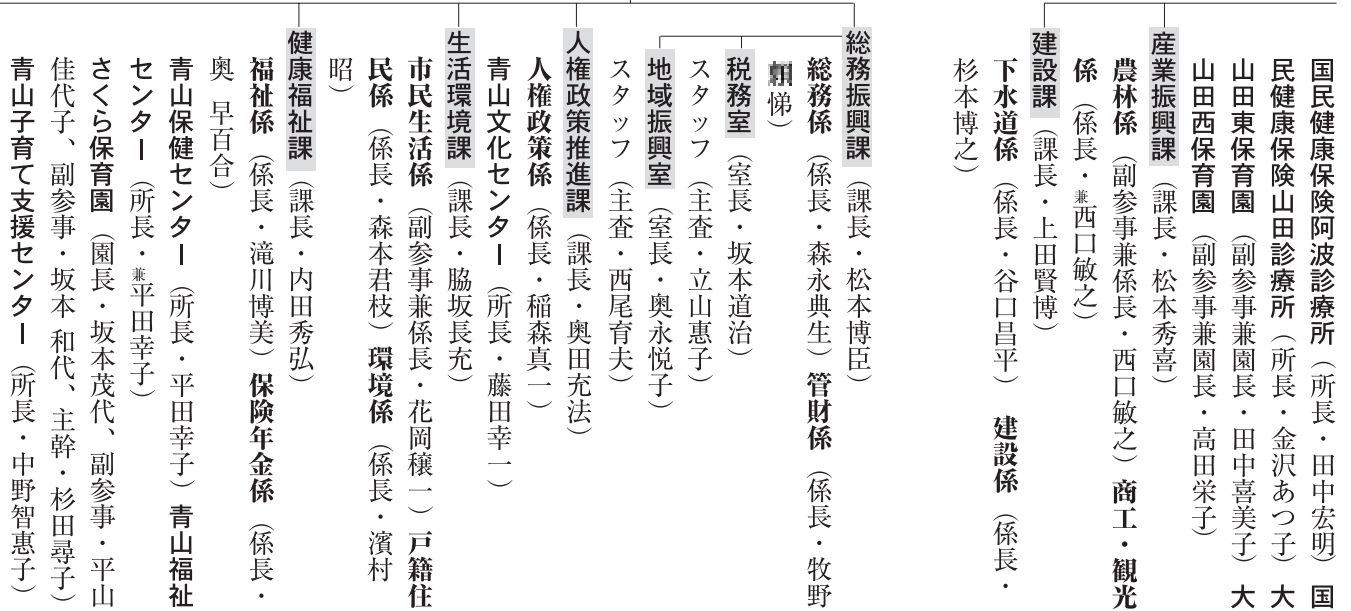 国民健康保険阿波診療所（所長・田中宏明）国
民健康保険山田診療所（所長・金沢あつ子）大
山田東保育園（副参事兼園長・田中喜美子）大
山田西保育園（副参事兼園長・高田栄子）
産業振興課（課長・松本秀喜）
農林係（副参事兼係長・西口敏之）商工・観光
係（係長・兼西口敏之）
建設課（課長・上田賢博）
下水道係（係長・谷口昌平）　建設係（係長・
杉本博之）
総務振興課（課長・松本博臣）
総務係（係長・森永典生）管財係（係長・牧野
悌）
税務室（室長・坂本道治）
スタッフ（主査・立山惠子）
地域振興室（室長・奥永悦子）
スタッフ（主査・西尾育夫）
人権政策推進課（課長・奥田充法）
人権政策係（係長・稲森真一）
青山文化センター（所長・藤田幸一）
生活環境課（課長・脇坂長充）
市民生活係（副参事兼係長・花岡穣一）戸籍住
民係（係長・森本君枝）環境係（係長・濱村
昭）
健康福祉課（課長・内田秀弘）
福祉係（係長・滝川博美）保険年金係（係長・
奥 早百合）
青山保健センター（所長・平田幸子）青山福祉
センター（所長・兼平田幸子）
さくら保育園（園長・坂本茂代、副参事・平山
佳代子、副参事・坂本 和代、主幹・杉田尋子）
青山子育て支援センター（所長・中野智惠子）